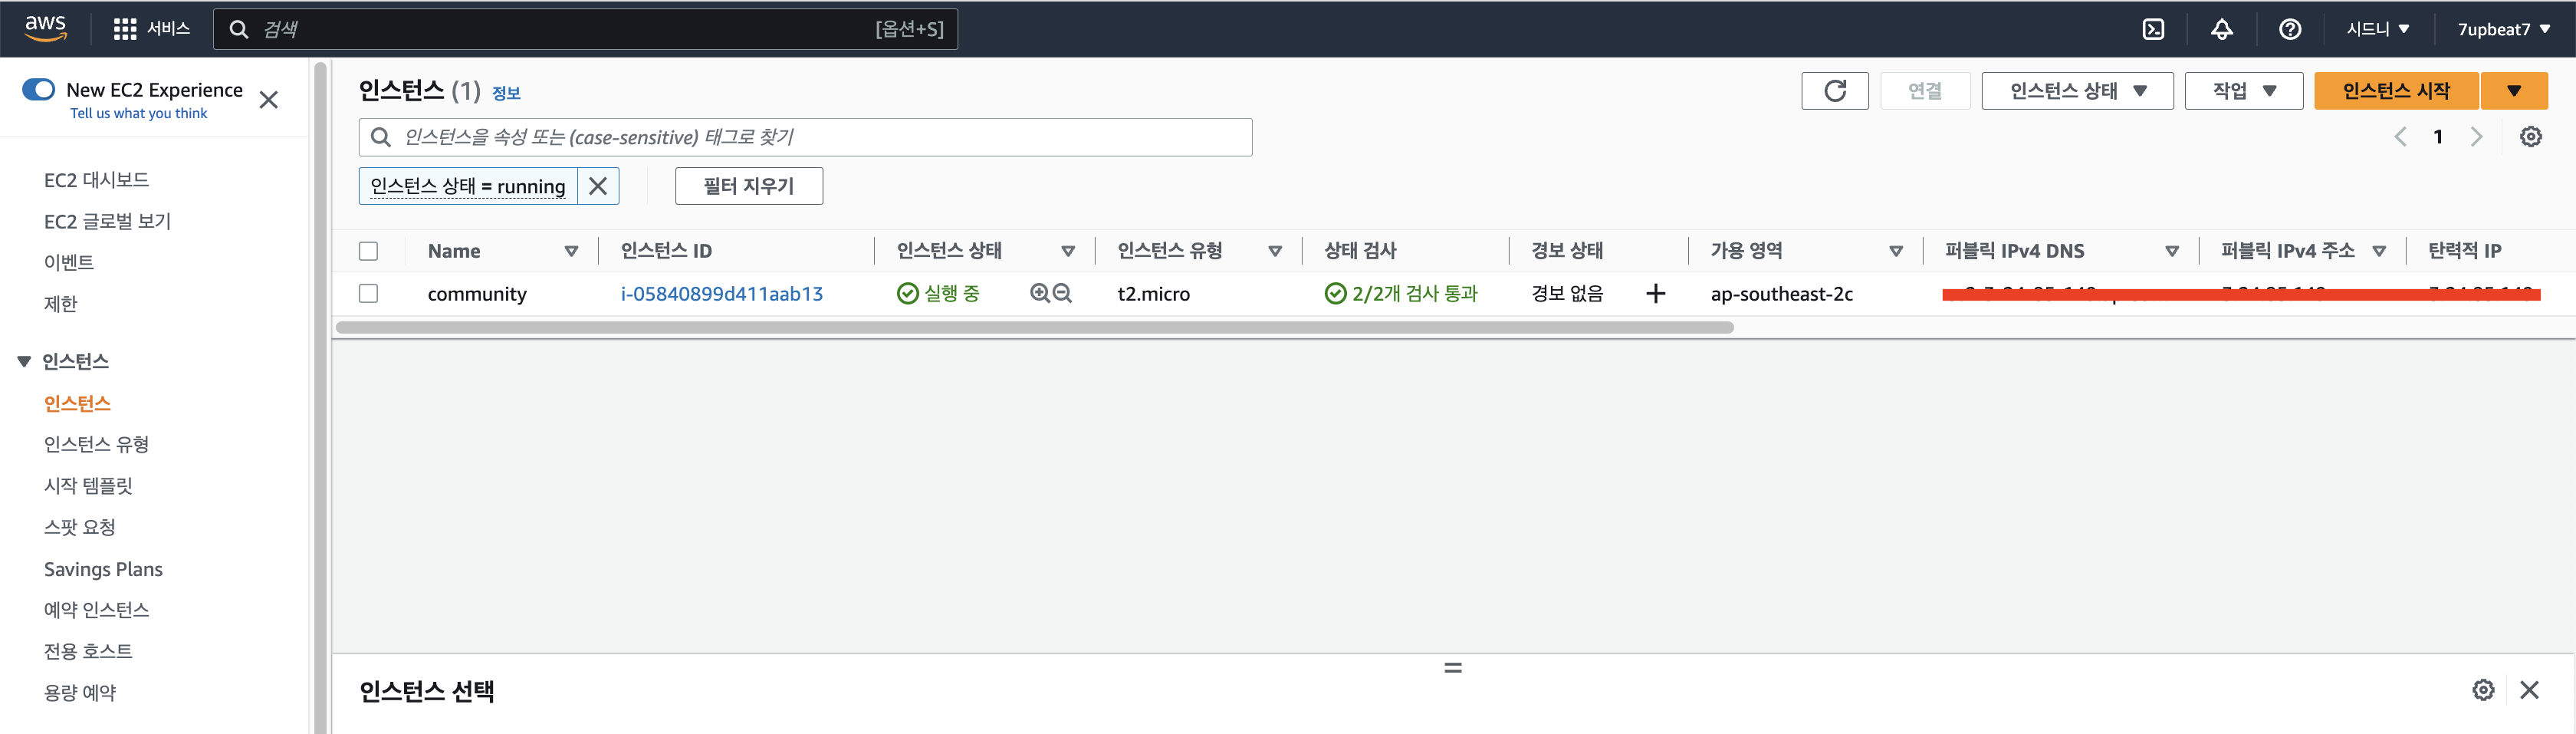 aws 서비스 검색 [옵션+S] 시드니 7upbeat7
New EC2 Experience
Tell us what you think
EC2 대시보드
EC2 글로벌 보기
이벤트
제한
인스턴스
인스턴스
인스턴스 유형
시작 템플릿
스팟 요청
Savings Plans
예약 인스턴스
전용 호스트
용량 예약
인스턴스 (1) 정보
연결 인스턴스 상태 작업 인스턴스 시작
인스턴스을 속성 또는 (case-sensitive) 태그로 찾기
1
인스턴스 상태 = running 필터 지우기
Name 인스턴스 ID 인스턴스 상태 인스턴스 유형 상태 검사 경보 상태 가용 영역 퍼블릭 IPv4 DNS 퍼블릭 IPv4 주소 탄력적 IP
community i-05840899d411aab13 실행 중 t2.micro 2/2개 검사 통과 경보 없음 ap-southeast-2c
인스턴스 선택